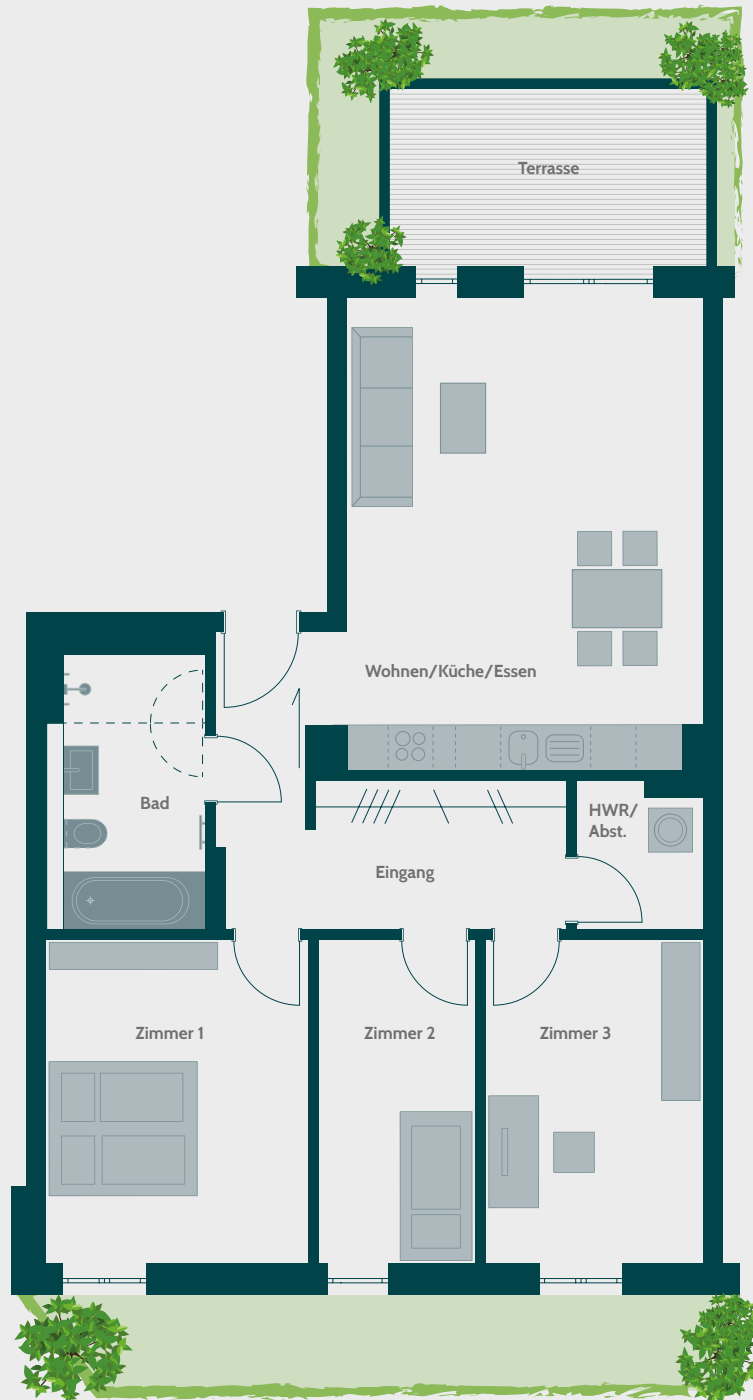 Terrasse
Wohnen/Küche/Essen
Bad
HWR/
Abst.
Eingang
Zimmer 1
Zimmer 2
Zimmer 3